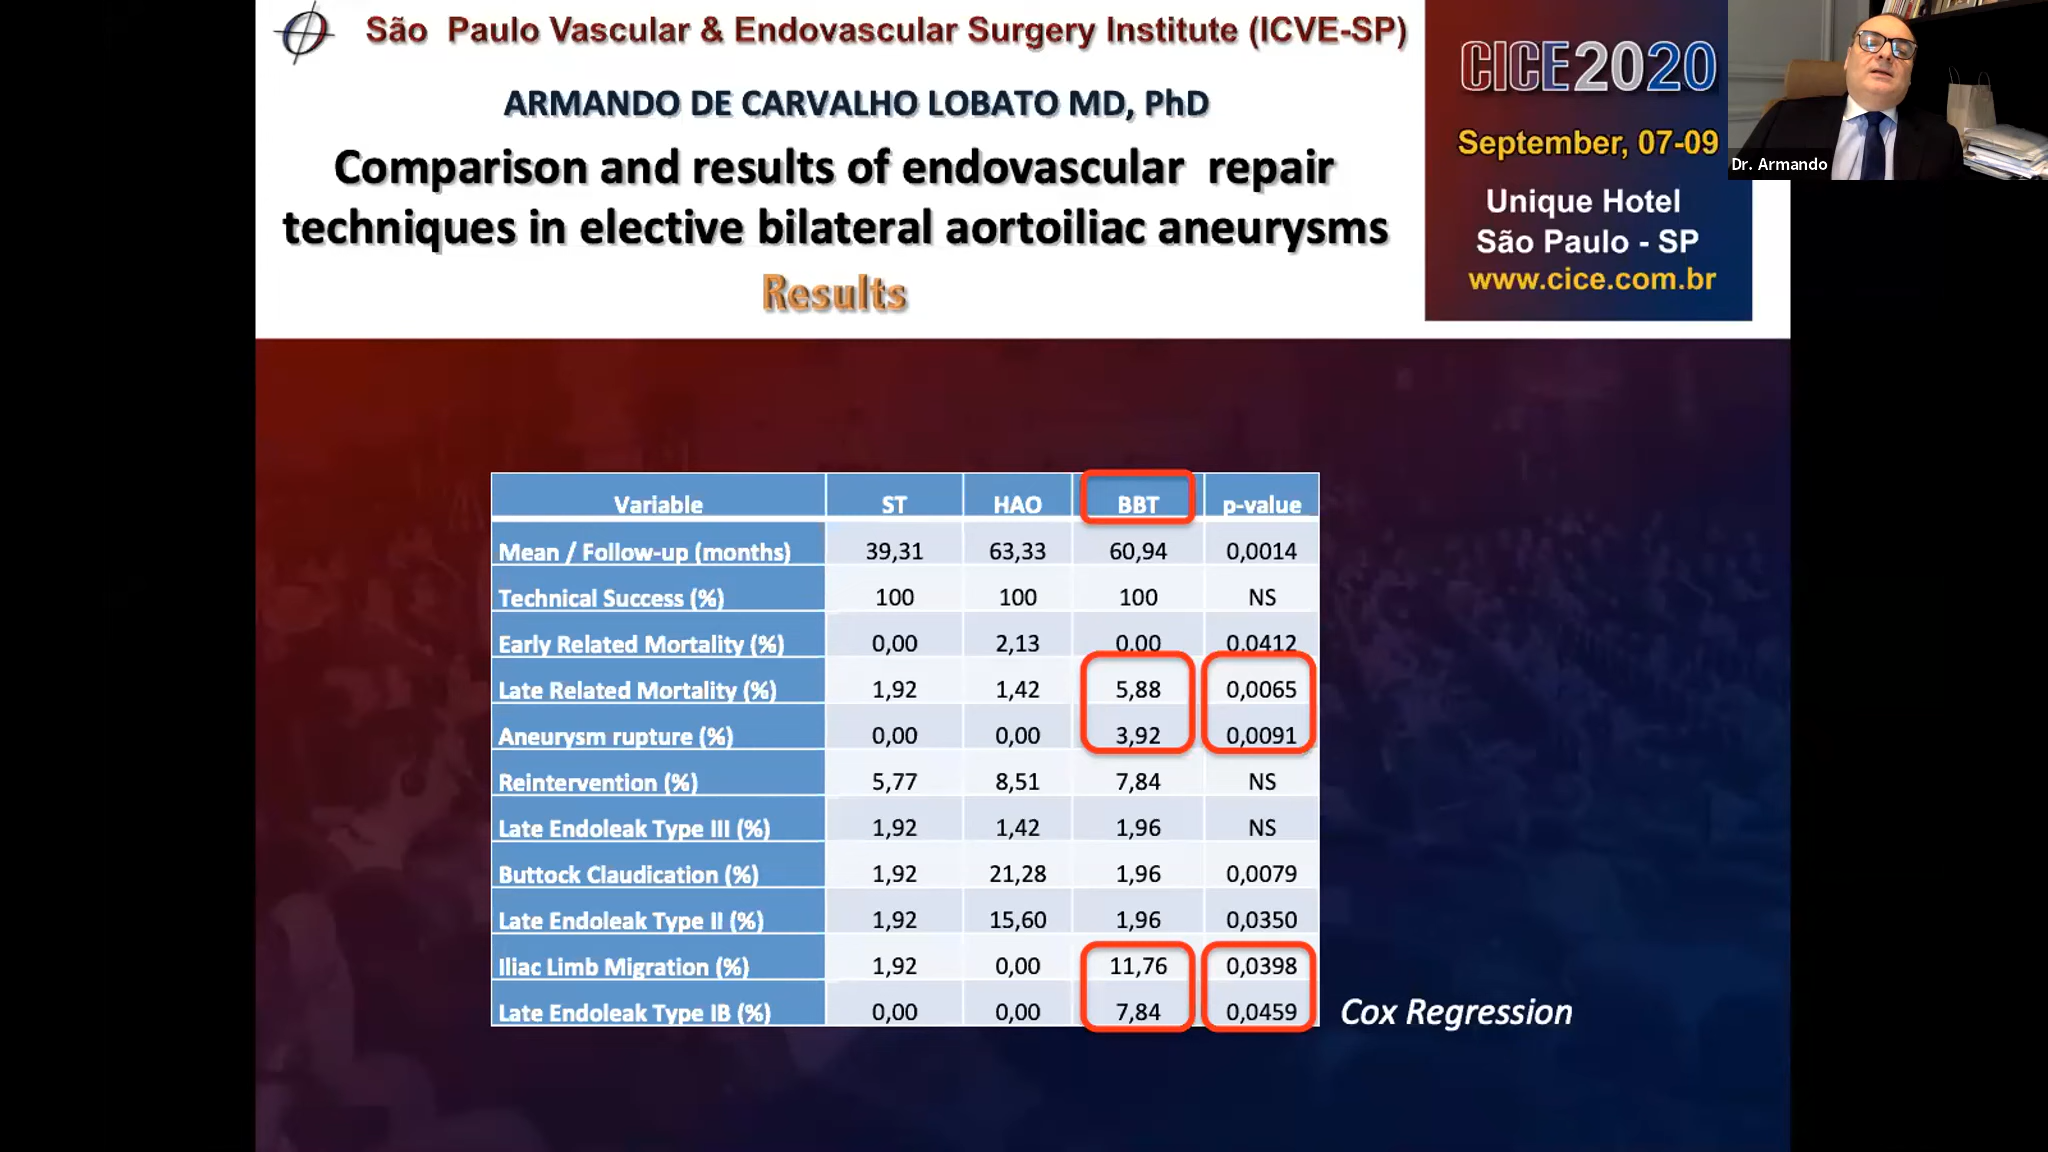 São Paulo Vascular & Endovascular Surgery Institute (ICVE-SP)
ARMANDO DE CARVALHO LOBATO MD, PhD
Comparison and results of endovascular repair
techniques in elective bilateral aortoiliac aneurysms
Results
CICE2020
September, 07-09
Unique Hotel
São Paulo - SP
www.cice.com.br
Dr. Armando
Variable ST HAO BBT p-value
Mean / Follow-up (months) 39,31 63,33 60,94 0,0014
Technical Success (%) 100 100 100 NS
Early Related Mortality (%) 0,00 2,13 0.00 0.0412
Late Related Mortality (%) 1,92 1,42 5,88 0,0065
Aneurysm rupture (%) 0,00 0,00 3,92 0,0091
Reintervention (%) 5,77 8,51 7,84 NS
Late Endoleak Type III (%) 1,92 1,42 1,96 NS
Buttock Claudication (%) 1,92 21,28 1,96 0,0079
Late Endoleak Type II (%) 1,92 15,60 1,96 0,0350
Iliac Limb Migration (%) 1,92 0,00 11,76 0,0398
Late Endoleak Type IB (%) 0,00 0,00 7,84 0,0459
Cox Regression